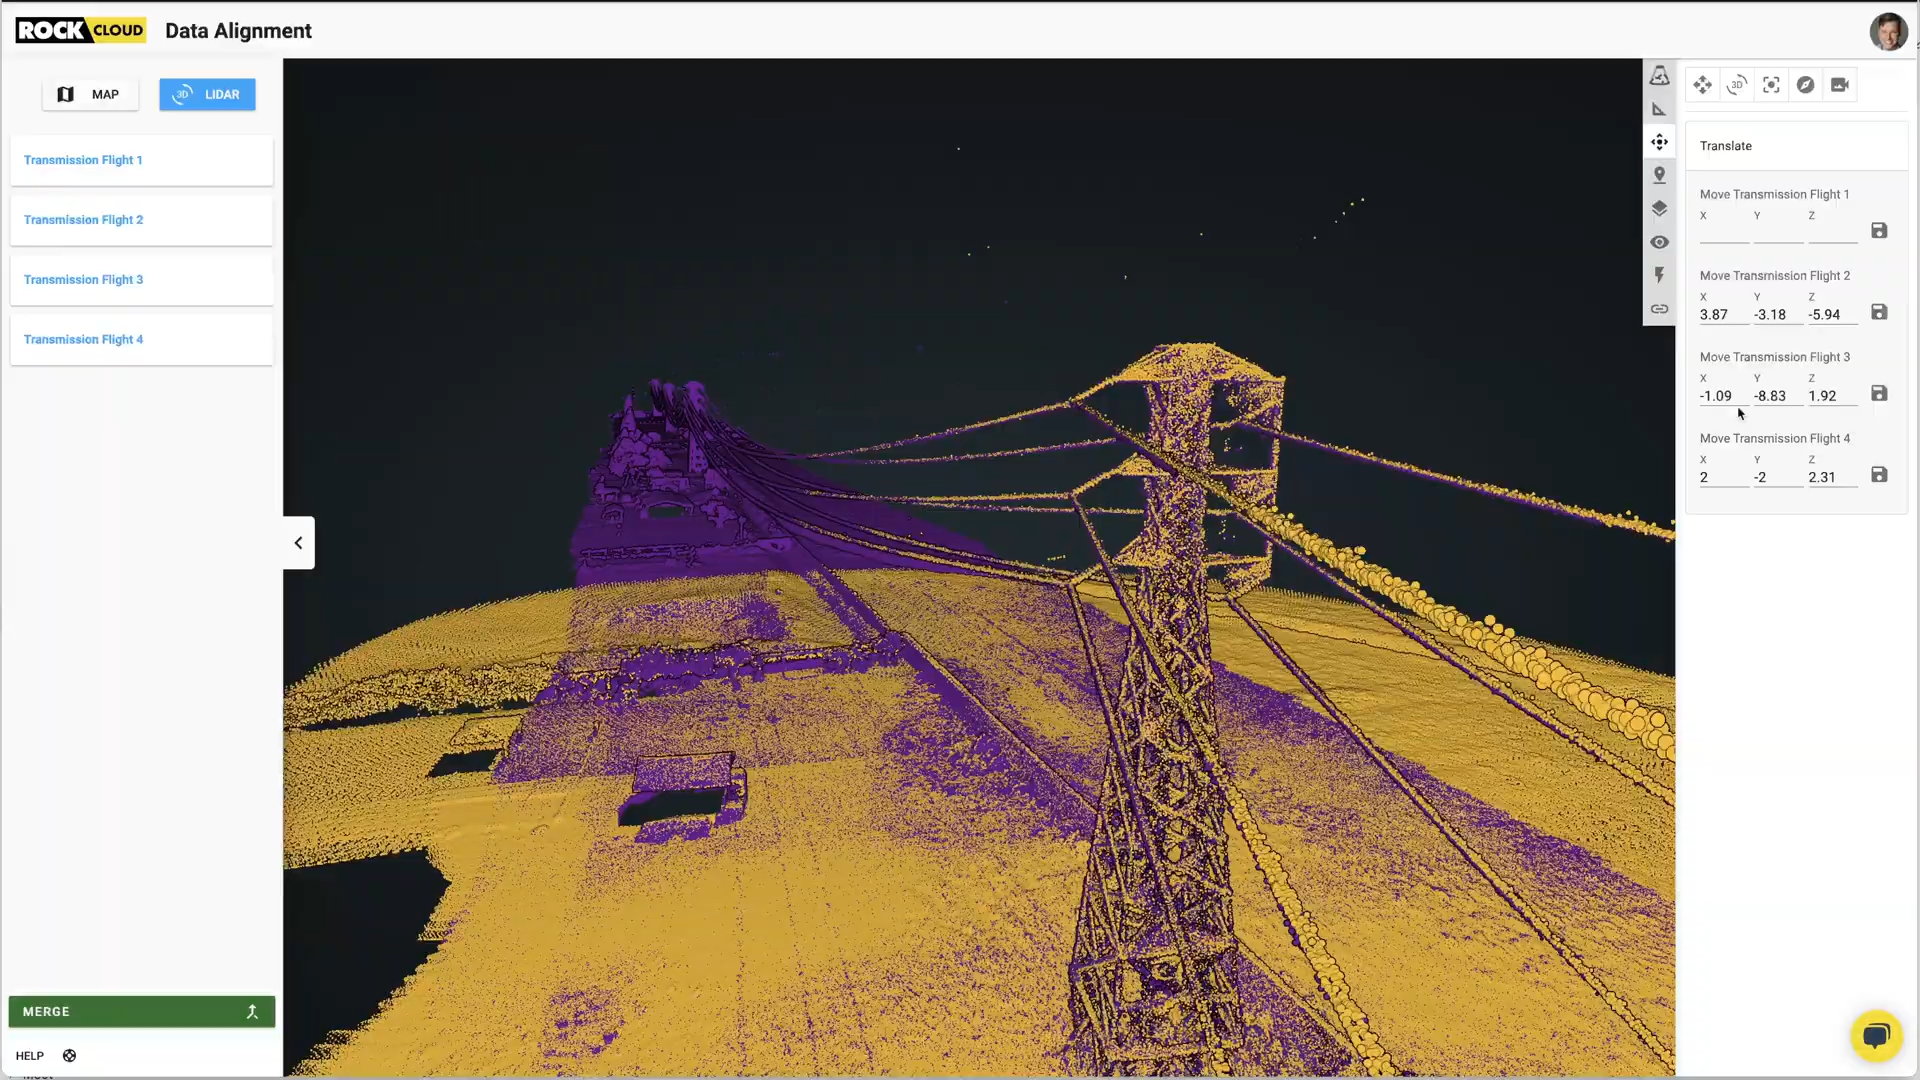 ROCK CLOUD Data Alignment
MAP
3D LIDAR
Transmission Flight 1
Transmission Flight 2
Transmission Flight 3
Transmission Flight 4
MERGE
HELP
3D
Translate
Move Transmission Flight 1
X Y Z
Move Transmission Flight 2
X Y Z
3.87 -3.18 -5.94
Move Transmission Flight 3
X Y Z
-1.09 -8.83 1.92
Move Transmission Flight 4
X Y Z
2 -2 2.31